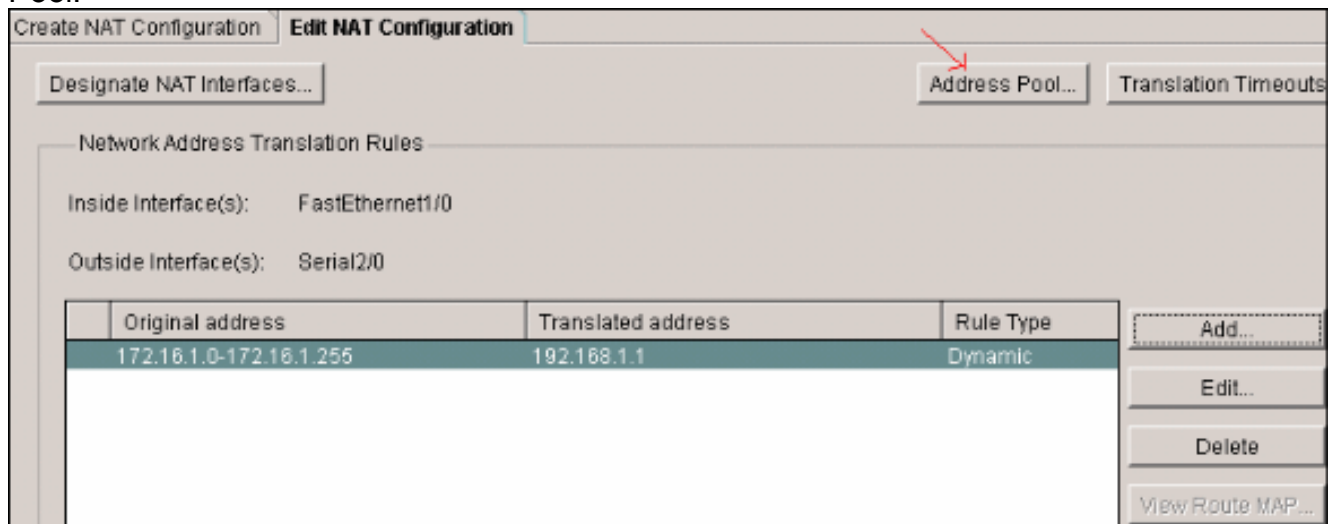 Pool.
Create NAT Configuration Edit NAT Configuration
Designate NAT Interfaces... Address Pool... Translation Timeouts
Network Address Translation Rules
Inside Interface(s): FastEthernet1/0
Outside Interface(s): Serial2/0
Original address Translated address Rule Type
172.16.1.0-172.16.1.255 192.168.1.1 Dynamic
Add...
Edit...
Delete
View Route MAP...